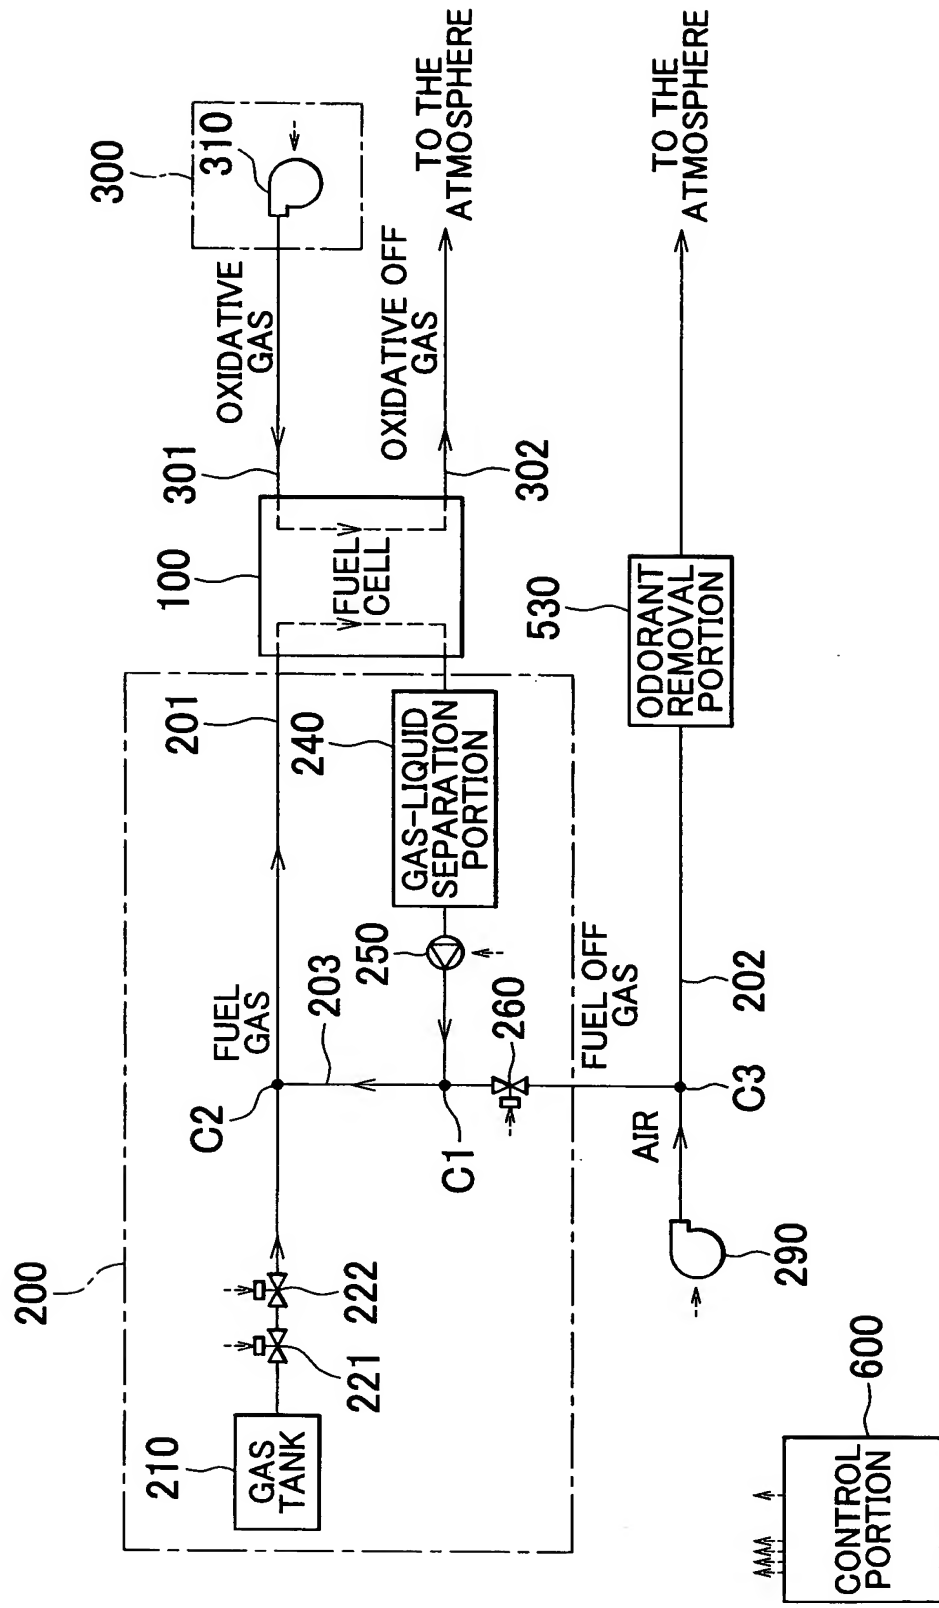 200
210
GAS
TANK
221
222
C2
FUEL
GAS
203
201
250
240
GAS-LIQUID
SEPARATION
PORTION
C1
260
100
FUEL
CELL
301
OXIDATIVE
GAS
300
310
302
OXIDATIVE OFF
GAS
TO THE
ATMOSPHERE
FUEL OFF
GAS
AIR
290
C3
202
530
ODORANT
REMOVAL
PORTION
TO THE
ATMOSPHERE
600
CONTROL
PORTION